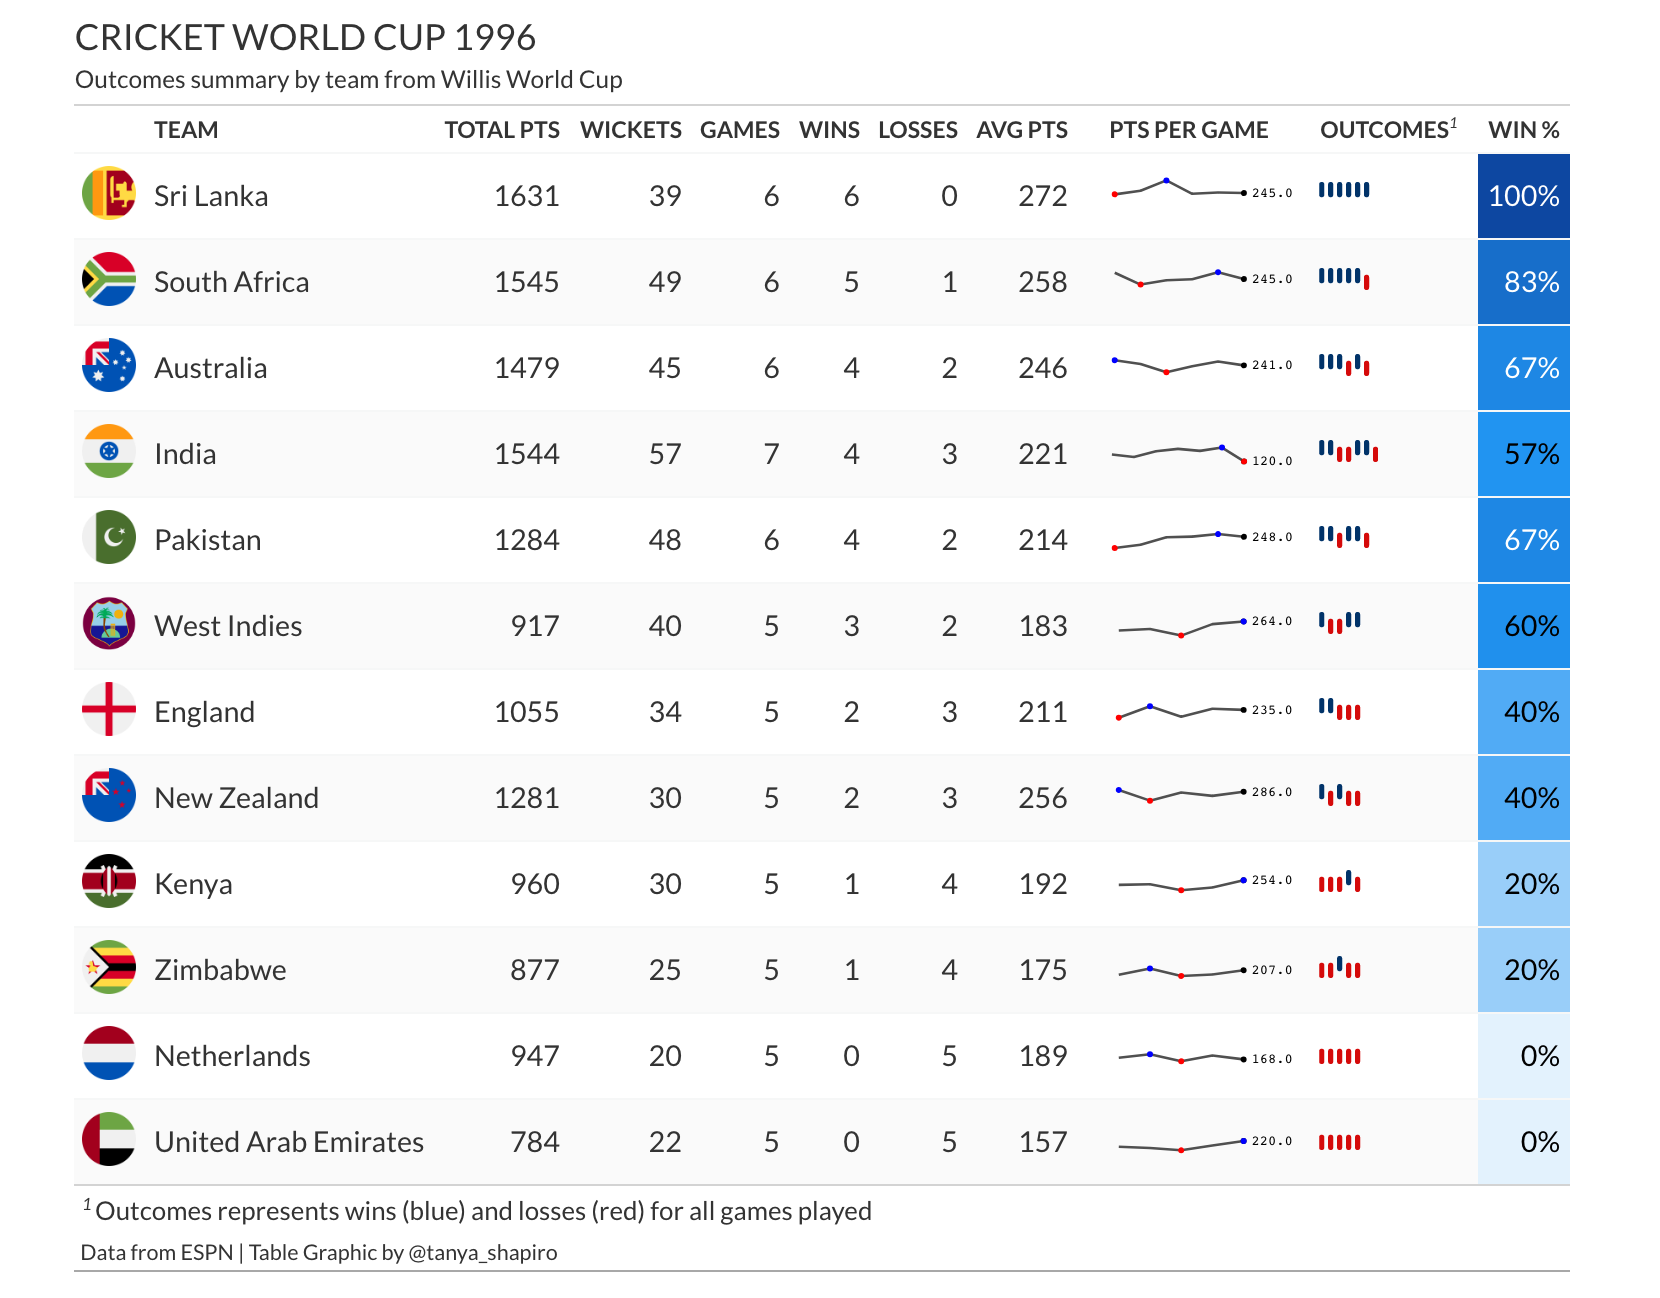 CRICKET WORLD CUP 1996
Outcomes summary by team from Willis World Cup
TEAM TOTAL PTS WICKETS GAMES WINS LOSSES AVG PTS PTS PER GAME OUTCOMES1 WIN %
Sri Lanka 1631 39 6 6 0 272 245.0 100%
South Africa 1545 49 6 5 1 258 245.0 83%
Australia 1479 45 6 4 2 246 241.0 67%
India 1544 57 7 4 3 221 120.0 57%
Pakistan 1284 48 6 4 2 214 248.0 67%
West Indies 917 40 5 3 2 183 264.0 60%
England 1055 34 5 2 3 211 235.0 40%
New Zealand 1281 30 5 2 3 256 286.0 40%
Kenya 960 30 5 1 4 192 254.0 20%
Zimbabwe 877 25 5 1 4 175 207.0 20%
Netherlands 947 20 5 0 5 189 168.0 0%
United Arab Emirates 784 22 5 0 5 157 220.0 0%
1 Outcomes represents wins (blue) and losses (red) for all games played
Data from ESPN | Table Graphic by @tanya_shapiro